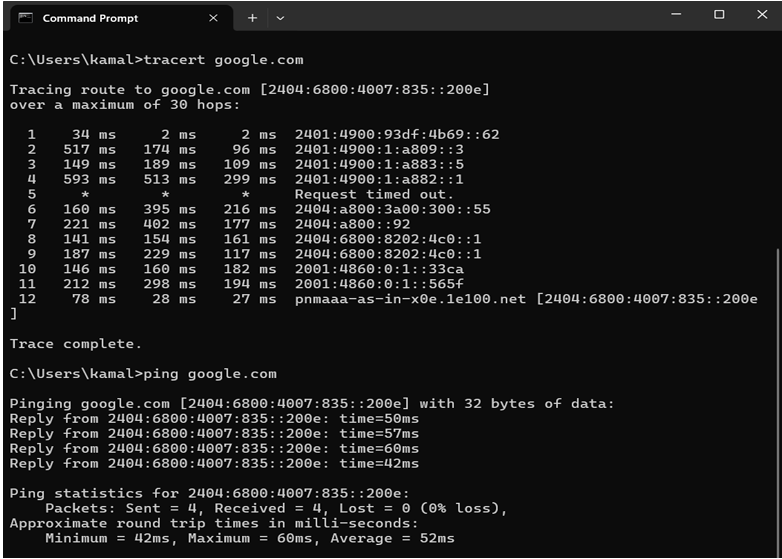 Command Prompt
C:\Users\kamal>tracert google.com
Tracing route to google.com [2404:6800:4007:835::200e]
over a maximum of 30 hops:
1 34 ms 2 ms 2 ms 2401:4900:93df:4b69::62
2 517 ms 174 ms 96 ms 2401:4900:1:a809::3
3 149 ms 189 ms 109 ms 2401:4900:1:a883::5
4 593 ms 513 ms 299 ms 2401:4900:1:a882::1
5 * * * Request timed out.
6 160 ms 395 ms 216 ms 2404:a800:3a00:300::55
7 221 ms 402 ms 177 ms 2404:a800::92
8 141 ms 154 ms 161 ms 2404:6800:8202:4c0::1
9 187 ms 229 ms 117 ms 2404:6800:8202:4c0::1
10 146 ms 160 ms 182 ms 2001:4860:0:1::33ca
11 212 ms 298 ms 194 ms 2001:4860:0:1::565f
12 78 ms 28 ms 27 ms pnmaaa-as-in-x0e.1e100.net [2404:6800:4007:835::200e
]
Trace complete.
C:\Users\kamal>ping google.com
Pinging google.com [2404:6800:4007:835::200e] with 32 bytes of data:
Reply from 2404:6800:4007:835::200e: time=50ms
Reply from 2404:6800:4007:835::200e: time=57ms
Reply from 2404:6800:4007:835::200e: time=60ms
Reply from 2404:6800:4007:835::200e: time=42ms
Ping statistics for 2404:6800:4007:835::200e:
Packets: Sent = 4, Received = 4, Lost = 0 (0% loss),
Approximate round trip times in milli-seconds:
Minimum = 42ms, Maximum = 60ms, Average = 52ms